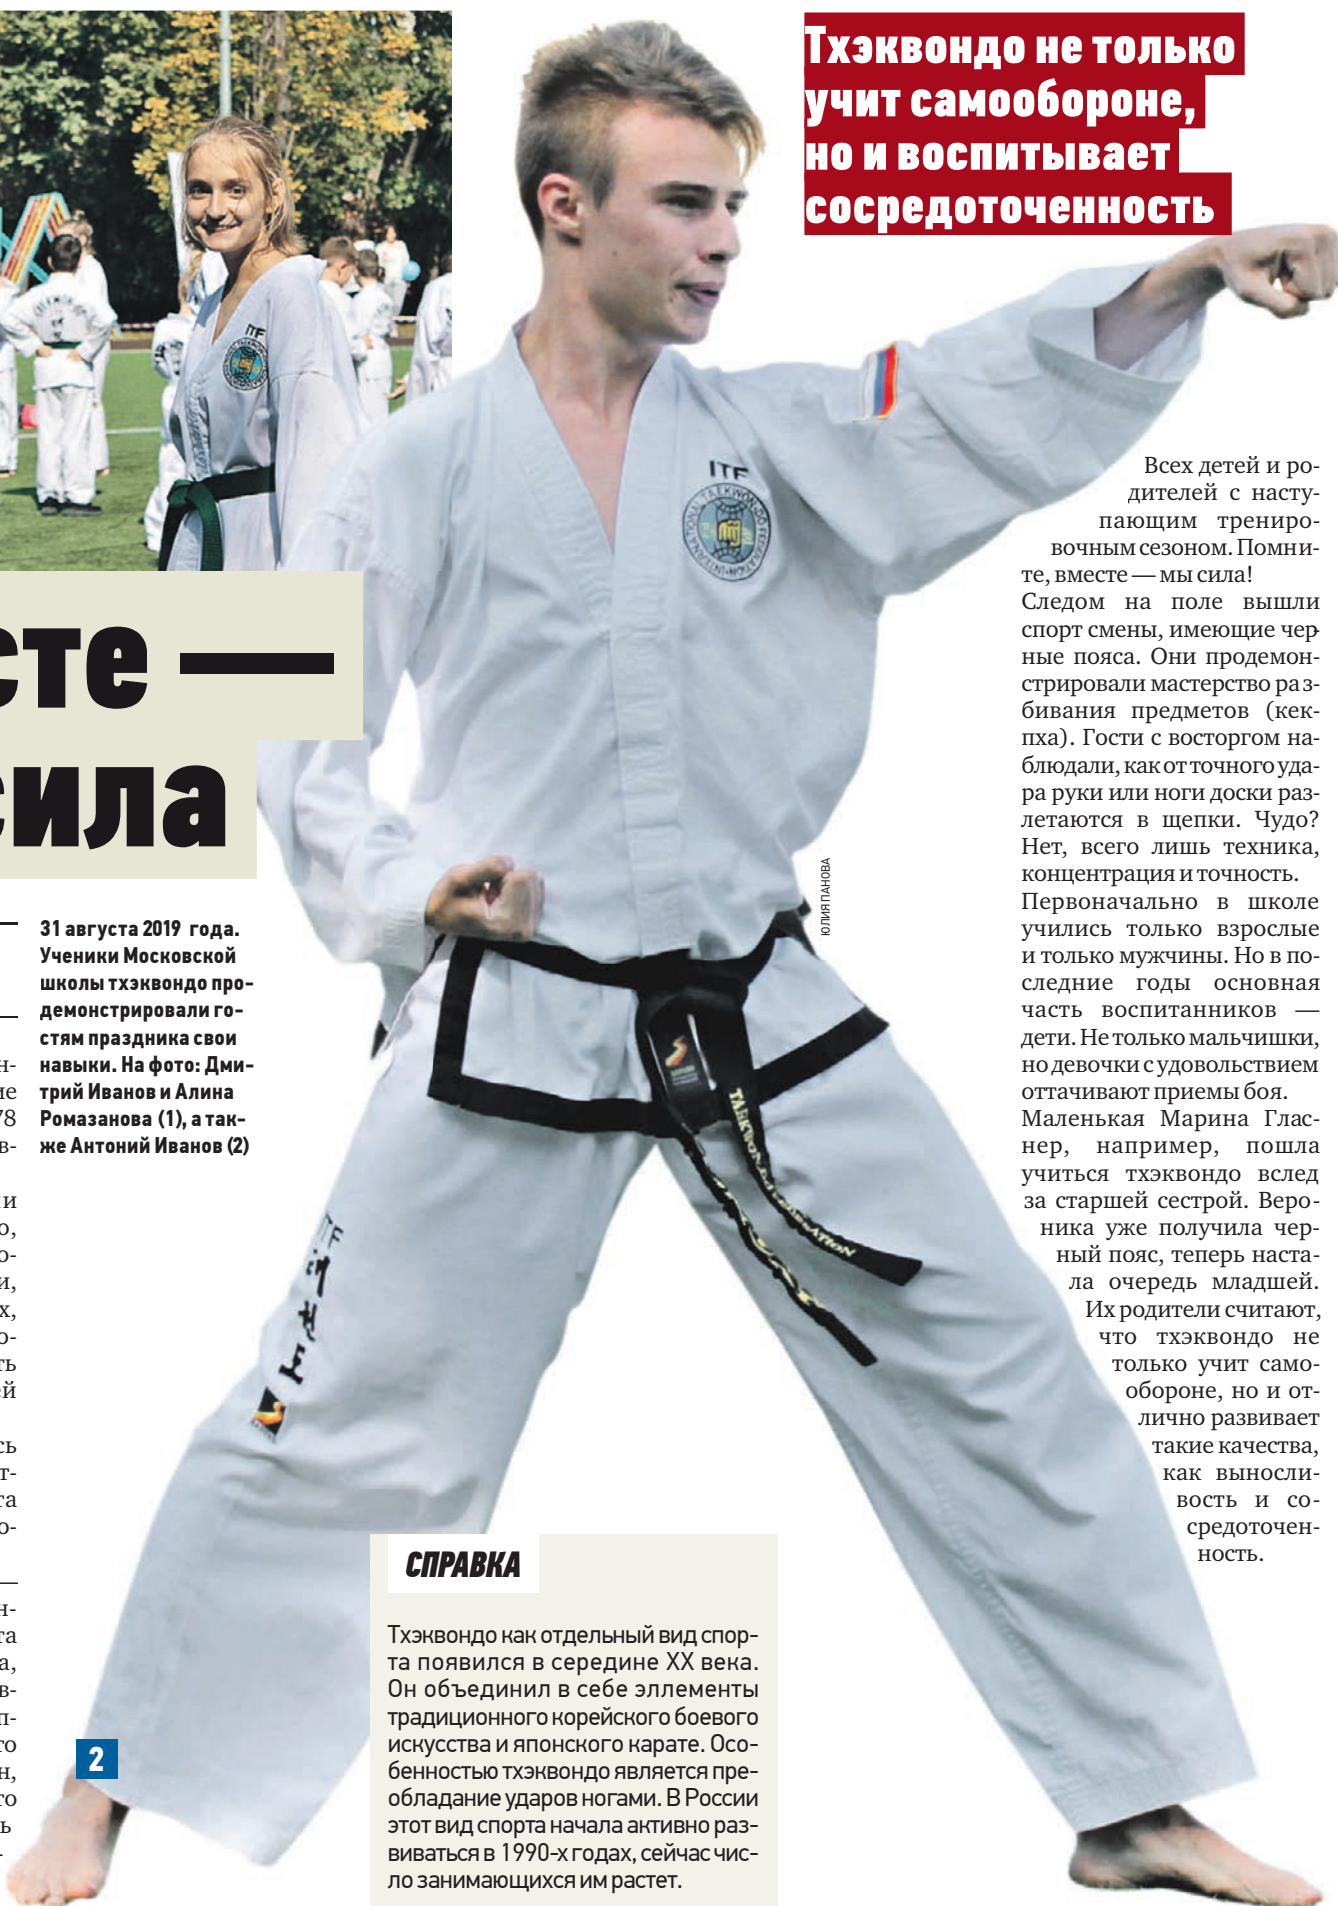 Тхэквондо не только
учит самообороне,
но и воспитывает
сосредоточенность
ITF
ITF
INTERNATIONAL TAEKWON-DO FEDERATION
сте —
сила
31 августа 2019 года.
Ученики Московской
школы тхэквондо про-
демонстрировали го-
стям праздника свои
навыки. На фото: Дми-
трий Иванов и Алина
Ромазанова (1), а так-
же Антоний Иванов (2)
ЮЛИЯ ПАНОВА
Всех детей и ро-
дителей с насту-
пающим трениро-
вочным сезоном. Помни-
те, вместе — мы сила!
Следом на поле вышли
спорт смены, имеющие чер-
ные пояса. Они продемон-
стрировали мастерство раз-
бивания предметов (кек-
пха). Гости с восторгом на-
блюдали, как от точного уда-
ра руки или ноги доски раз-
летаются в щепки. Чудо?
Нет, всего лишь техника,
концентрация и точность.
Первоначально в школе
учились только взрослые
и только мужчины. Но в по-
следние годы основная
часть воспитанников —
дети. Не только мальчишки,
но девочки с удовольствием
оттачивают приемы боя.
Маленькая Марина Глас-
нер, например, пошла
учиться тхэквондо вслед
за старшей сестрой. Веро-
ника уже получила чер-
ный пояс, теперь наста-
ла очередь младшей.
Их родители считают,
что тхэквондо не
только учит само-
обороне, но и от-
лично развивает
такие качества,
как выносли-
вость и со-
средоточен-
ность.
ITF
СПРАВКА
Тхэквондо как отдельный вид спор-
та появился в середине XX века.
Он объединил в себе эллементы
традиционного корейского боевого
искусства и японского карате. Осо-
бенностью тхэквондо является пре-
обладание ударов ногами. В России
этот вид спорта начала активно раз-
виваться в 1990-х годах, сейчас чис-
ло занимающихся им растет.
2